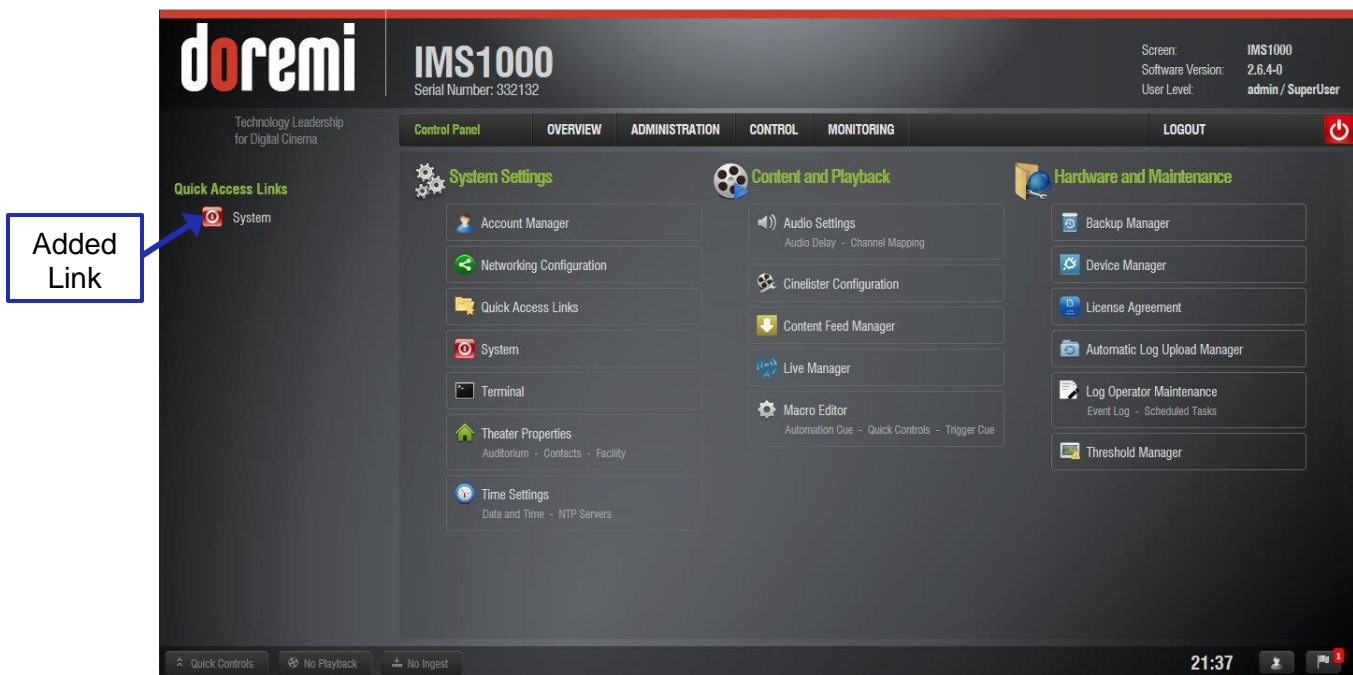 doremi
IMS1000
Serial Number: 332132
Screen: IMS1000
Software Version: 2.6.4-0
User Level: admin / SuperUser
Technology Leadership
for Digital Cinema
Control Panel OVERVIEW ADMINISTRATION CONTROL MONITORING LOGOUT
Quick Access Links
System
Added
Link
System Settings
Account Manager
Networking Configuration
Quick Access Links
System
Terminal
Theater Properties
Auditorium - Contacts - Facility
Time Settings
Date and Time - NTP Servers
Content and Playback
Audio Settings
Audio Delay - Channel Mapping
Cinelister Configuration
Content Feed Manager
Live Manager
Macro Editor
Automation Cue - Quick Controls - Trigger Cue
Hardware and Maintenance
Backup Manager
Device Manager
License Agreement
Automatic Log Upload Manager
Log Operator Maintenance
Event Log - Scheduled Tasks
Threshold Manager
Quick Controls No Playback No Ingest 21:37 1